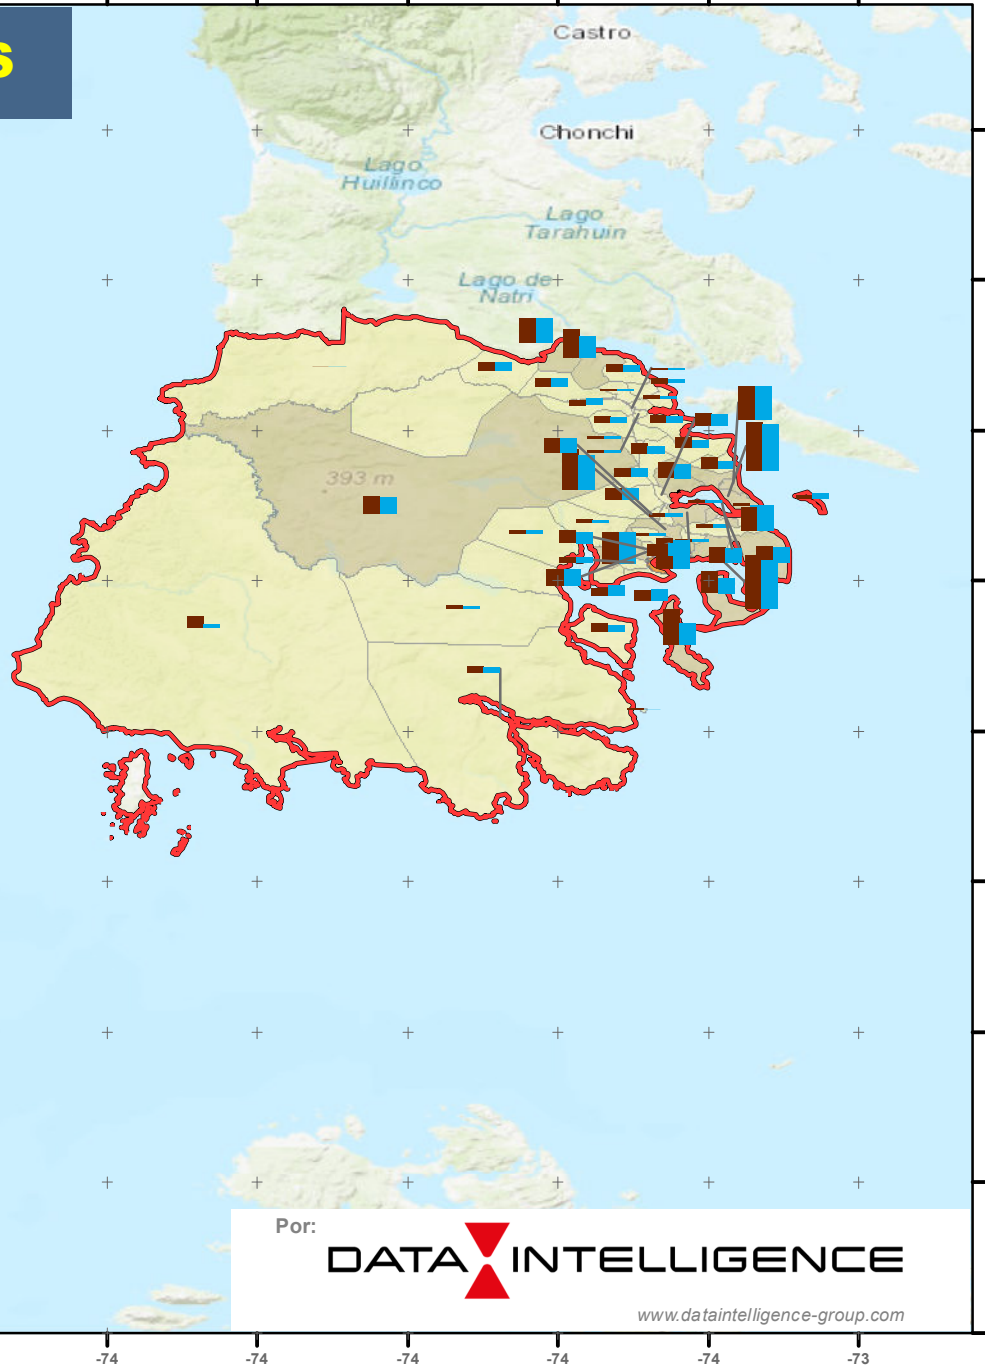 s
Castro
Chonchi
Lago
Huillinco
Lago
Tarahuin
Lago de
Natri
393 m
Por:
DATA INTELLIGENCE
www.dataintelligence-group.com
-74 -74 -74 -74 -74 -73